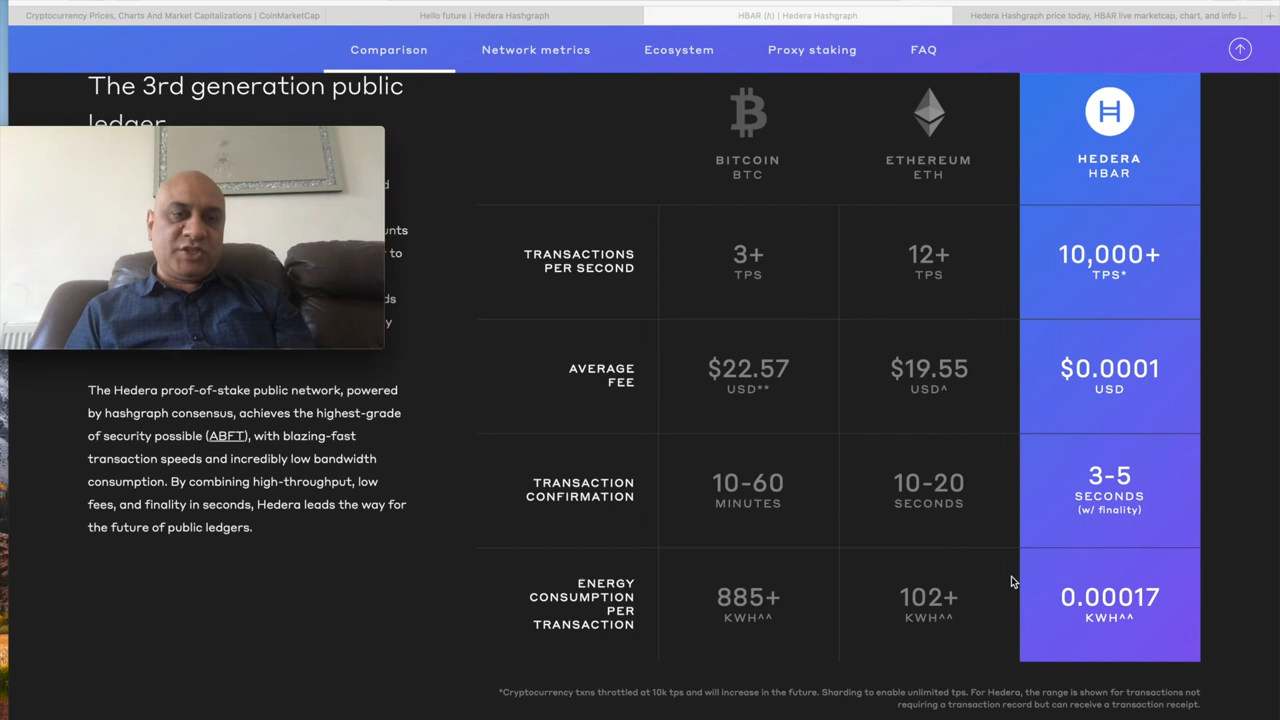 Cryptocurrency Prices, Charts And Market Capitalizations | CoinMarketCap
Hello future | Hedera Hashgraph
HBAR (ℏ) | Hedera Hashgraph
Hedera Hashgraph price today, HBAR live marketcap, chart, and info |...
Comparison
Network metrics
Ecosystem
Proxy staking
FAQ
The 3rd generation public
ledger
unts
to
ds
y
The Hedera proof-of-stake public network, powered
by hashgraph consensus, achieves the highest-grade
of security possible (ABFT), with blazing-fast
transaction speeds and incredibly low bandwidth
consumption. By combining high-throughput, low
fees, and finality in seconds, Hedera leads the way for
the future of public ledgers.
BITCOIN
BTC
ETHEREUM
ETH
HEDERA
HBAR
TRANSACTIONS
PER SECOND
3+
TPS
12+
TPS
10,000+
TPS*
AVERAGE
FEE
$22.57
USD**
$19.55
USD^
$0.0001
USD
TRANSACTION
CONFIRMATION
10-60
MINUTES
10-20
SECONDS
3-5
SECONDS
(w/ finality)
ENERGY
CONSUMPTION
PER
TRANSACTION
885+
KWH^^
102+
KWH^^
0.00017
KWH^^
*Cryptocurrency txns throttled at 10k tps and will increase in the future. Sharding to enable unlimited tps. For Hedera, the range is shown for transactions not
requiring a transaction record but can receive a transaction receipt.